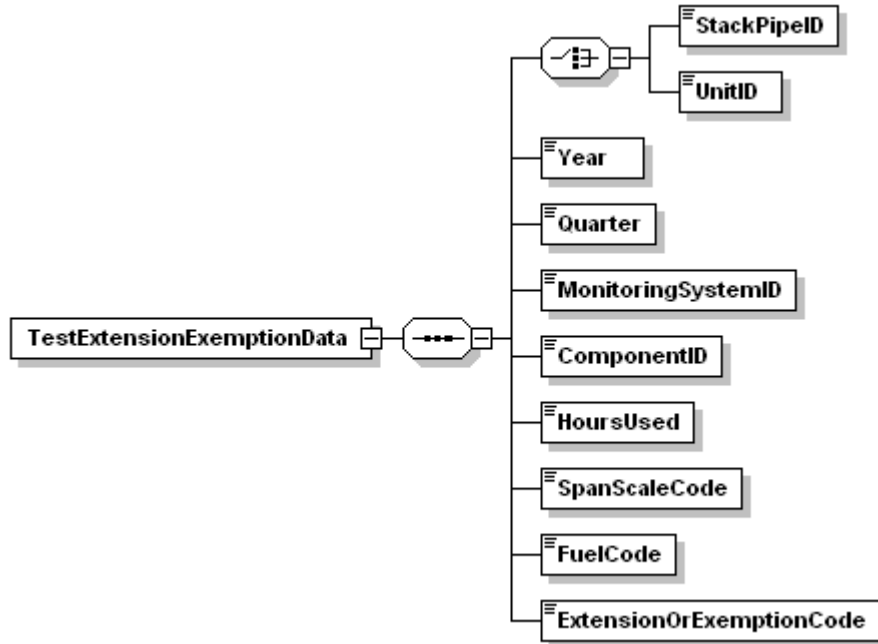 StackPipeID
UnitID
Year
Quarter
MonitoringSystemID
TestExtensionExemptionData
ComponentID
HoursUsed
SpanScaleCode
FuelCode
ExtensionOrExemptionCode